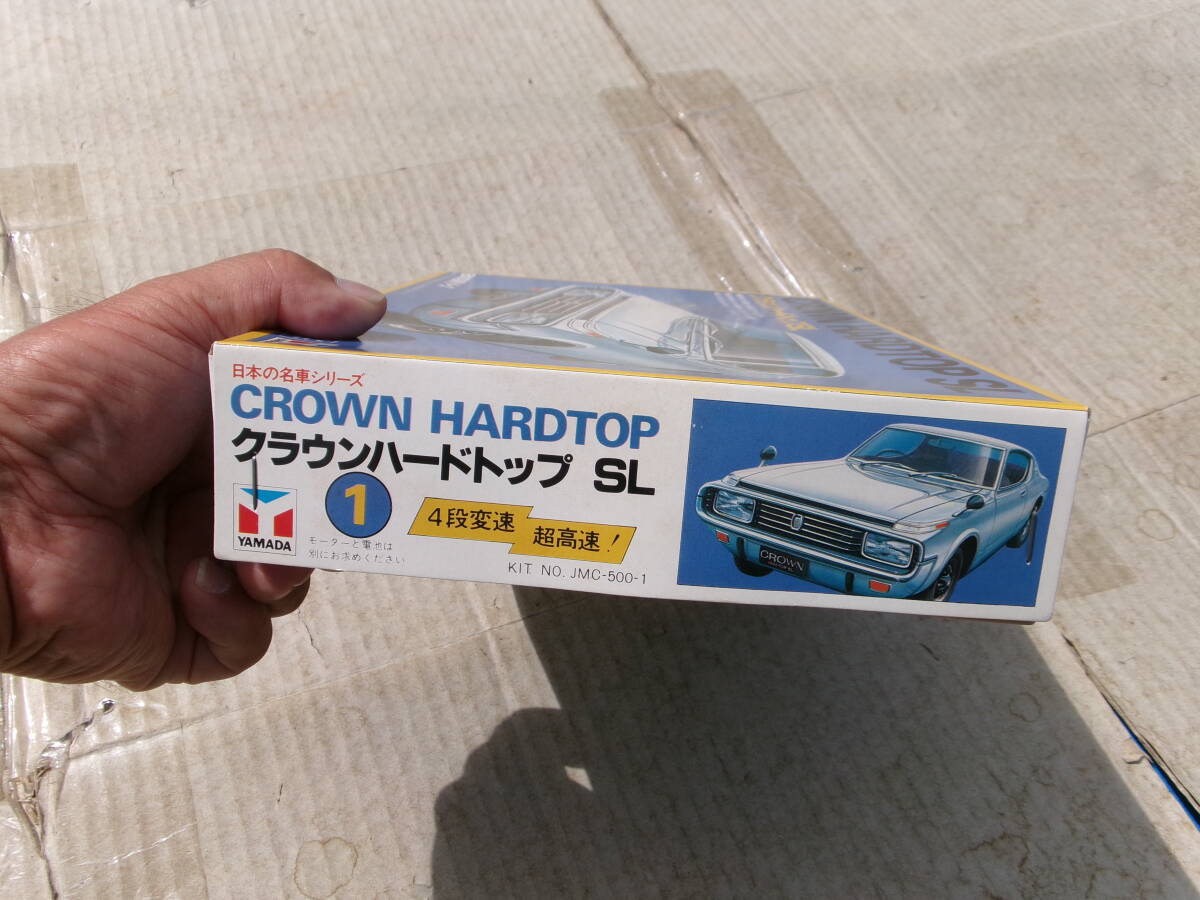 日本の名車シリーズ
CROWN HARDTOP
クラウンハードトップ SL
YAMADA
1
モーターと電池は
別にお求めください
4段変速
超高速!
KIT NO. JMC-500-1
CROWN